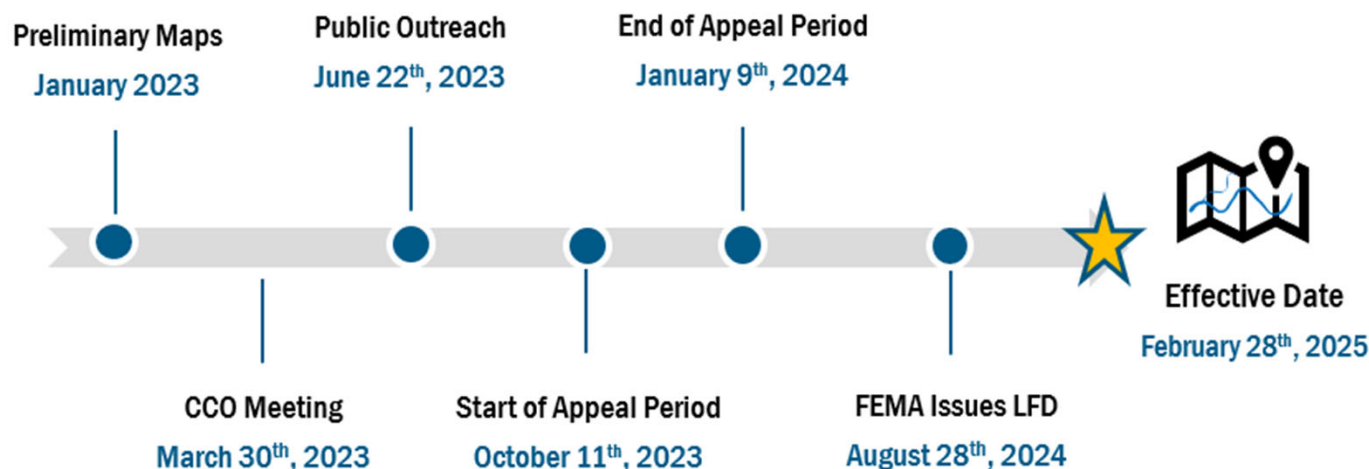 Preliminary Maps
January 2023
Public Outreach
June 22th, 2023
End of Appeal Period
January 9th, 2024
CCO Meeting
March 30th, 2023
Start of Appeal Period
October 11th, 2023
FEMA Issues LFD
August 28th, 2024
Effective Date
February 28th, 2025